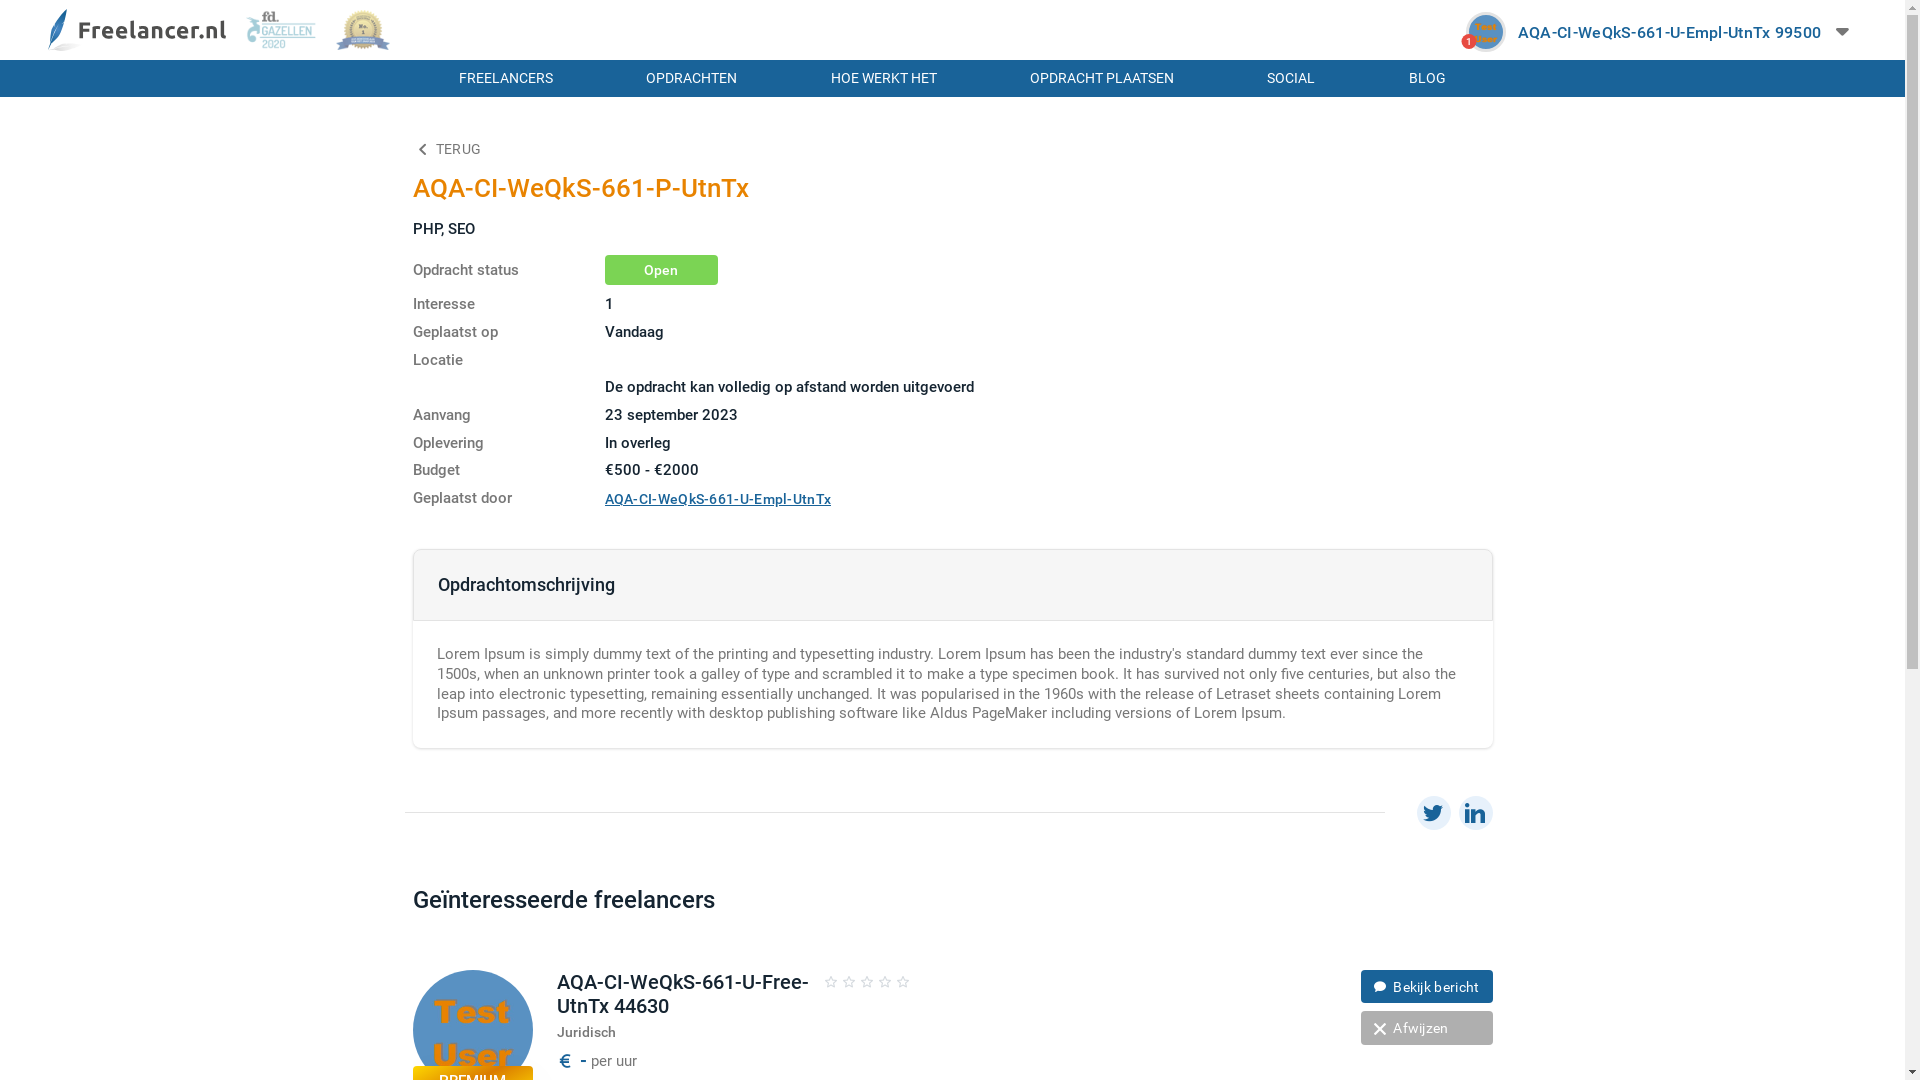 Freelancer.nl
fd.
GAZELLEN
2020
No.
1
Test
User
1
AQA-CI-WeQkS-661-U-Empl-UtnTx 99500
FREELANCERS
OPDRACHTEN
HOE WERKT HET
OPDRACHT PLAATSEN
SOCIAL
BLOG
TERUG
AQA-CI-WeQkS-661-P-UtnTx
PHP, SEO
Opdracht status Open
Interesse 1
Geplaatst op Vandaag
Locatie
De opdracht kan volledig op afstand worden uitgevoerd
Aanvang 23 september 2023
Oplevering In overleg
Budget €500 - €2000
Geplaatst door AQA-CI-WeQkS-661-U-Empl-UtnTx
Opdrachtomschrijving
Lorem Ipsum is simply dummy text of the printing and typesetting industry. Lorem Ipsum has been the industry's standard dummy text ever since the
1500s, when an unknown printer took a galley of type and scrambled it to make a type specimen book. It has survived not only five centuries, but also the
leap into electronic typesetting, remaining essentially unchanged. It was popularised in the 1960s with the release of Letraset sheets containing Lorem
Ipsum passages, and more recently with desktop publishing software like Aldus PageMaker including versions of Lorem Ipsum.
Geïnteresseerde freelancers
Test
User
PREMIUM
AQA-CI-WeQkS-661-U-Free-
UtnTx 44630
Juridisch
€ - per uur
Bekijk bericht
Afwijzen